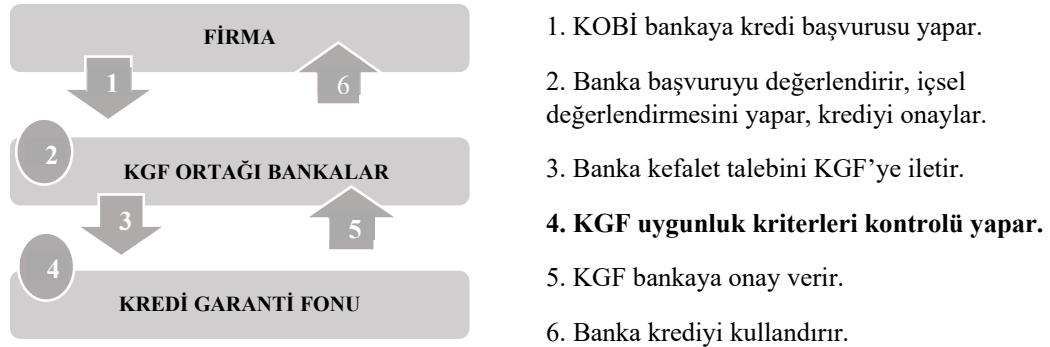 FİRMA
1
6
2
KGF ORTAĞI BANKALAR
3
5
4
KREDİ GARANTİ FONU
1. KOBİ bankaya kredi başvurusu yapar.
2. Banka başvuruyu değerlendirir, içsel
değerlendirmesini yapar, krediyi onaylar.
3. Banka kefalet talebini KGF’ye iletir.
4. KGF uygunluk kriterleri kontrolü yapar.
5. KGF bankaya onay verir.
6. Banka krediyi kullandırır.